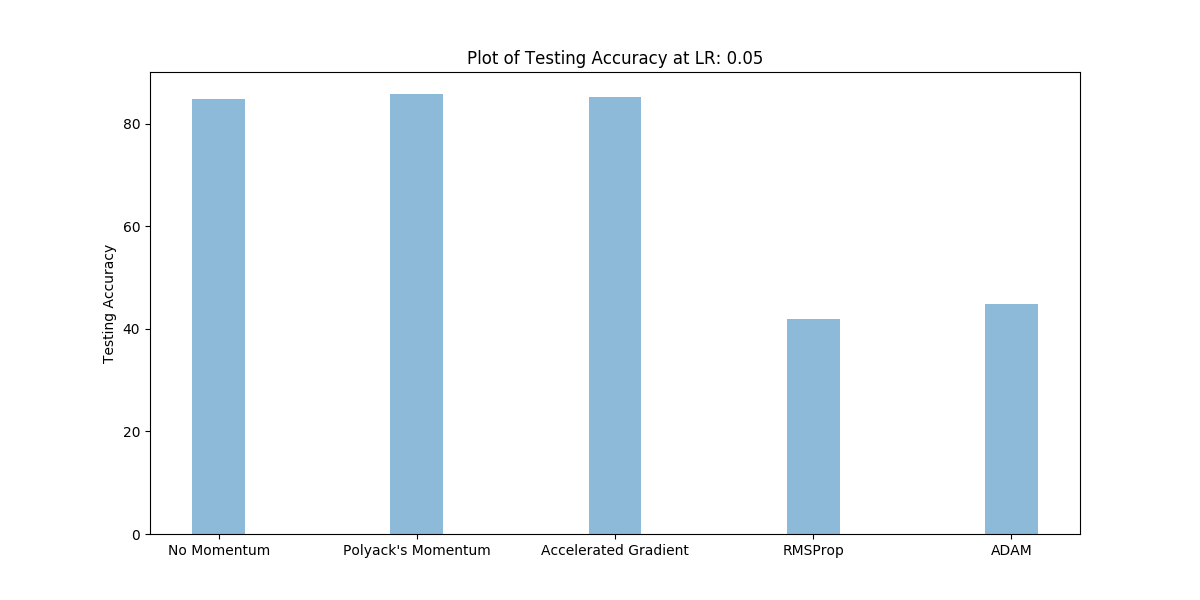 Plot of Testing Accuracy at LR: 0.05
80
60
40
20
0
Testing Accuracy
No Momentum
Polyack's Momentum
Accelerated Gradient
RMSProp
ADAM